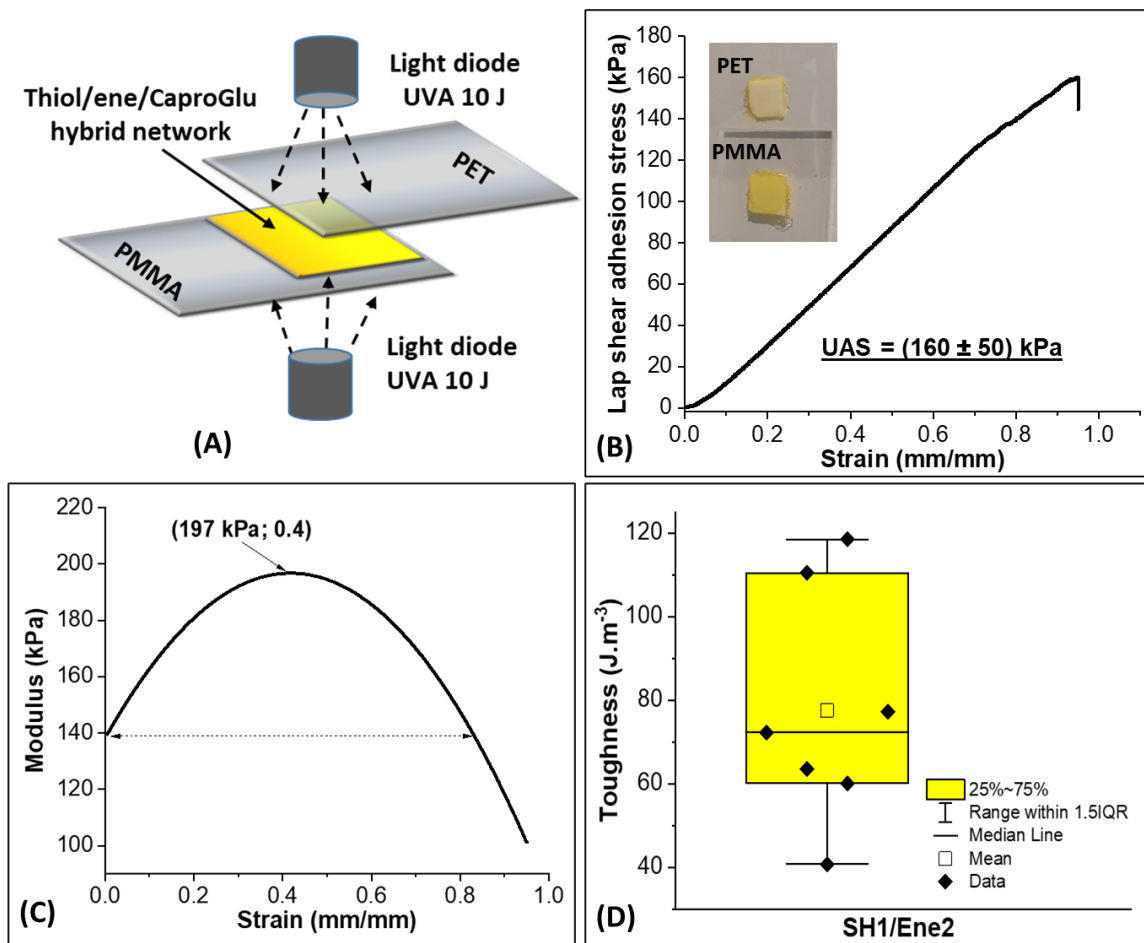 Light diode
UVA 10 J
Thiol/ene/CaproGlu
hybrid network
PET
PMMA
Light diode
UVA 10 J
(A)
Lap shear adhesion stress (kPa)
180
160
140
120
100
80
60
40
20
0
PET
PMMA
UAS = (160 ± 50) kPa
0.0 0.2 0.4 0.6 0.8 1.0
Strain (mm/mm)
(B)
Modulus (kPa)
220
200
180
160
140
120
100
(197 kPa; 0.4)
0.0 0.2 0.4 0.6 0.8 1.0
Strain (mm/mm)
(C)
Toughness (J.m-3)
120
100
80
60
40
25%~75%
Range within 1.5IQR
Median Line
Mean
Data
SH1/Ene2
(D)